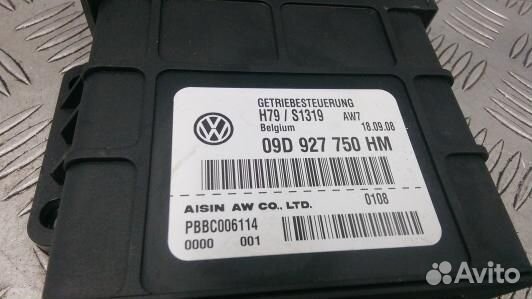 GETRIEBESTEUERUNG
H79 / S1319 AW7
Belgium 18.09.08
09D 927 750 HM
AISIN AW CO., LTD. 0108
PBBC006114
0000 001
Avito